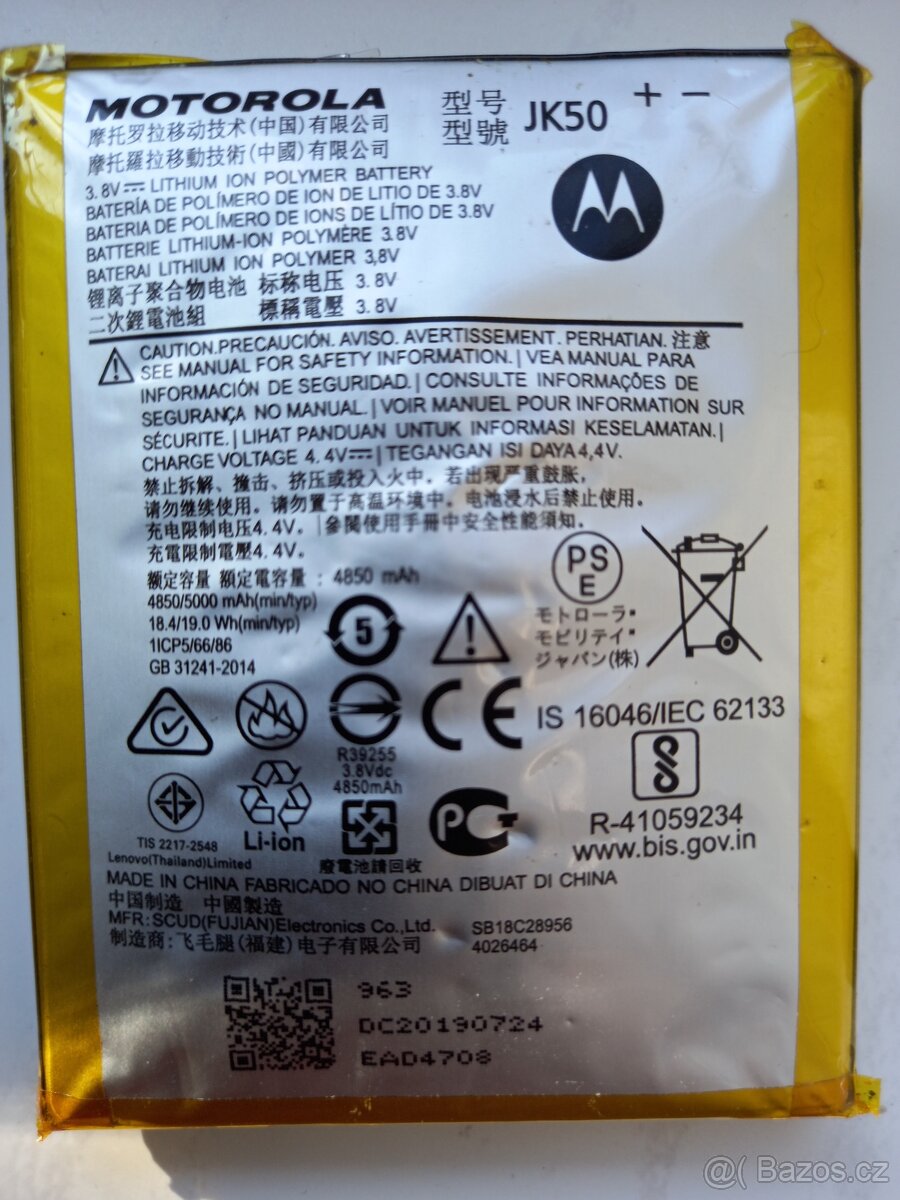 MOTOROLA
型号
型號 JK50 + −
摩托罗拉移动技术(中国)有限公司
摩托羅拉移動技術(中國)有限公司
3.8V⎓ LITHIUM ION POLYMER BATTERY
BATERÍA DE POLÍMERO DE ION DE LITIO DE 3.8V
BATERIA DE POLÍMERO DE IONS DE LÍTIO DE 3.8V
BATTERIE LITHIUM-ION POLYMÈRE 3.8V
BATERAI LITHIUM ION POLYMER 3,8V
锂离子聚合物电池 标称电压 3.8V
二次鋰電池組 標稱電壓 3.8V
CAUTION.PRECAUCIÓN. AVISO. AVERTISSEMENT. PERHATIAN. 注意
SEE MANUAL FOR SAFETY INFORMATION. | VEA MANUAL PARA
INFORMACIÓN DE SEGURIDAD. | CONSULTE INFORMAÇÕES DE
SEGURANÇA NO MANUAL. | VOIR MANUEL POUR INFORMATION SUR
SÉCURITE. | LIHAT PANDUAN UNTUK INFORMASI KESELAMATAN. |
CHARGE VOLTAGE 4.4V⎓ | TEGANGAN ISI DAYA 4,4V.
禁止拆解、撞击、挤压或投入火中。若出现严重鼓胀，
请勿继续使用。请勿置于高温环境中。电池浸水后禁止使用。
充电限制电压4.4V。 | 參閱使用手冊中安全性能須知。
充電限制電壓4.4V。
额定容量 額定電容量：4850 mAh
4850/5000 mAh(min/typ)
18.4/19.0 Wh(min/typ)
1ICP5/66/86
GB 31241-2014
5
PS
E
モトローラ・
モビリティ・
ジャパン(株)
CE
IS 16046/IEC 62133
R39255
3.8Vdc
4850mAh
R-41059234
www.bis.gov.in
TIS 2217-2548
Lenovo(Thailand)Limited
Li-ion
廢電池請回收
PC
MADE IN CHINA FABRICADO NO CHINA DIBUAT DI CHINA
中国制造 中國製造
MFR:SCUD(FUJIAN)Electronics Co.,Ltd.
制造商:飞毛腿(福建)电子有限公司
SB18C28956
4026464
963
DC20190724
EAD4708
@( Bazos.cz